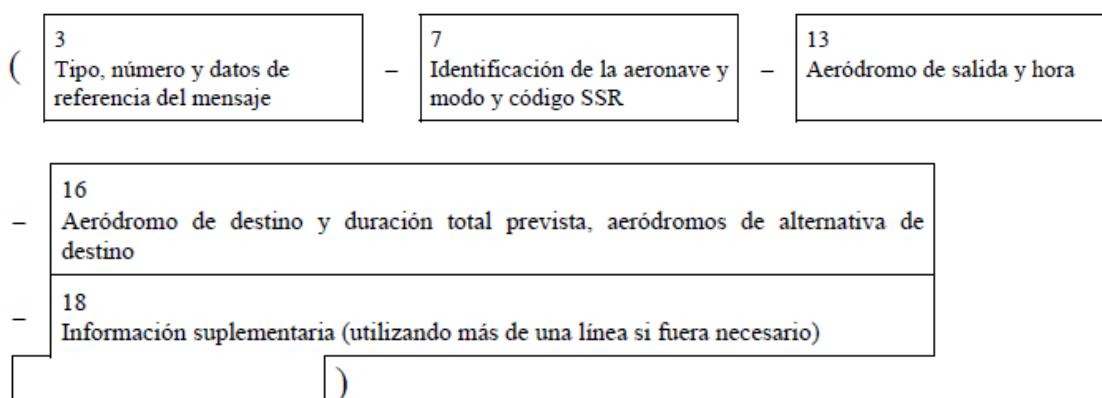 3
Tipo, número y datos de
referencia del mensaje
(
–
7
Identificación de la aeronave y
modo y código SSR
–
13
Aeródromo de salida y hora
–
16
Aeródromo de destino y duración total prevista, aeródromos de alternativa de
destino
–
18
Información suplementaria (utilizando más de una línea si fuera necesario)
)